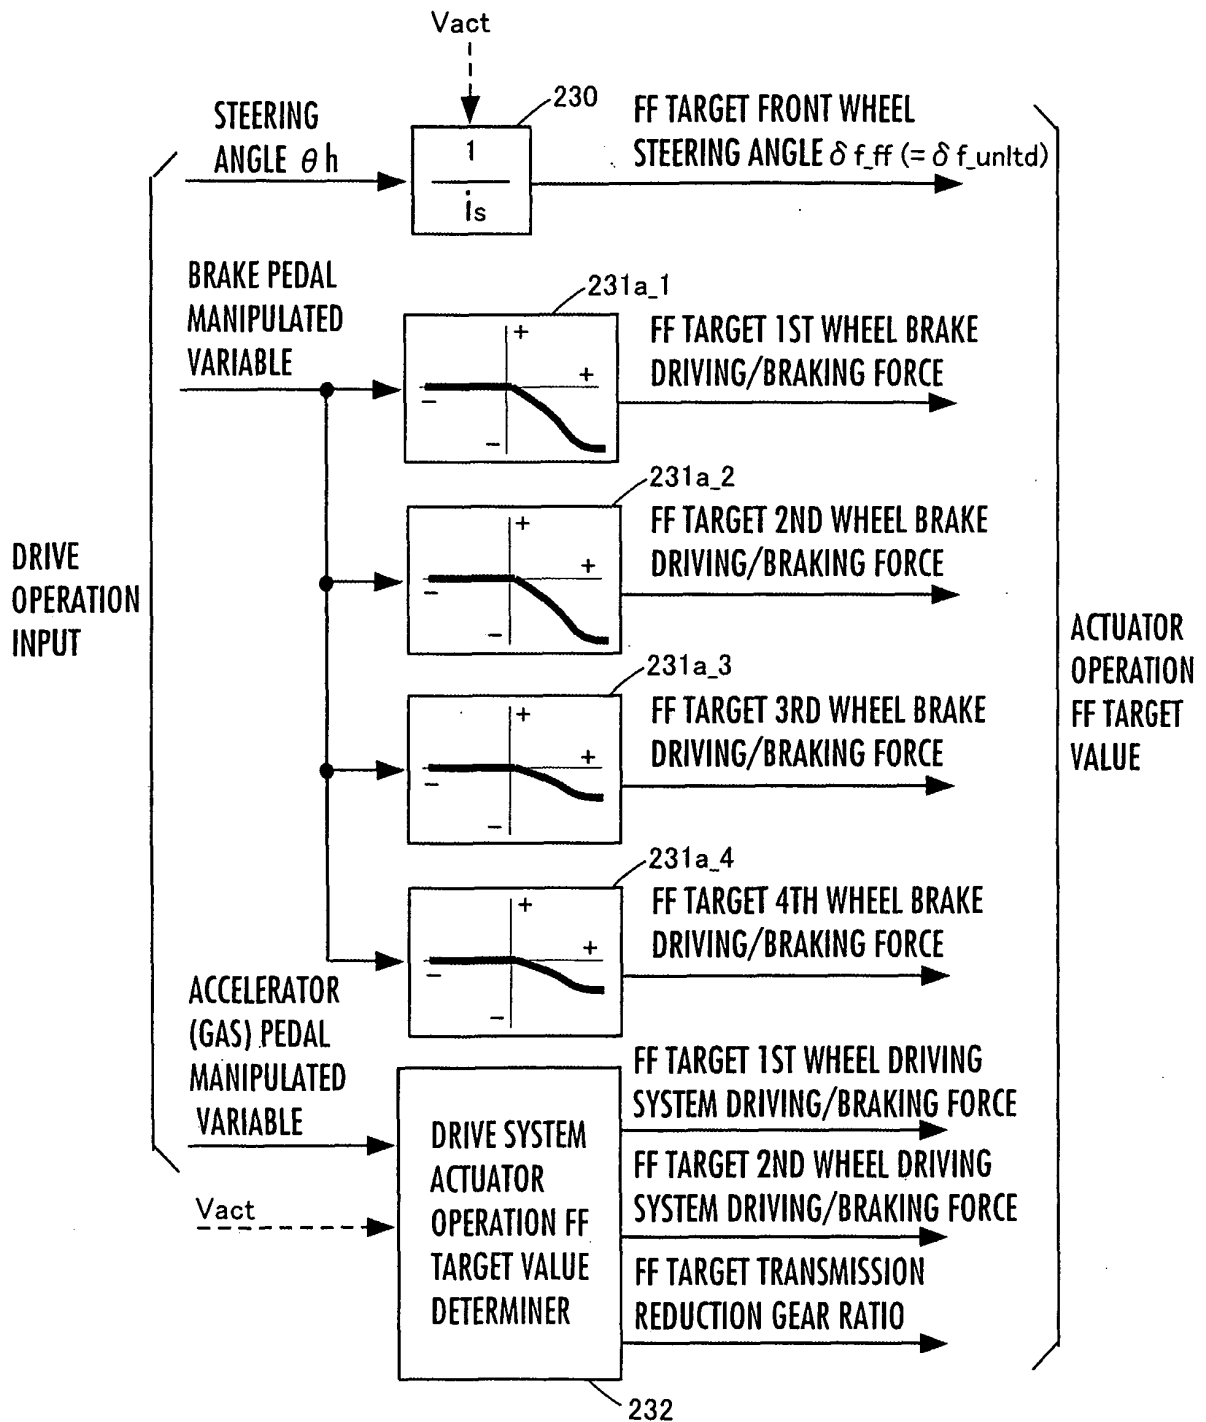 Vact
230
STEERING
ANGLE θh
1
is
FF TARGET FRONT WHEEL
STEERING ANGLE δf_ff (= δf_unltd)
BRAKE PEDAL
MANIPULATED
VARIABLE
231a_1
+
+
−
−
FF TARGET 1ST WHEEL BRAKE
DRIVING/BRAKING FORCE
231a_2
+
+
−
−
FF TARGET 2ND WHEEL BRAKE
DRIVING/BRAKING FORCE
DRIVE
OPERATION
INPUT
231a_3
+
+
−
−
FF TARGET 3RD WHEEL BRAKE
DRIVING/BRAKING FORCE
ACTUATOR
OPERATION
FF TARGET
VALUE
231a_4
+
+
−
−
FF TARGET 4TH WHEEL BRAKE
DRIVING/BRAKING FORCE
ACCELERATOR
(GAS) PEDAL
MANIPULATED
VARIABLE
Vact
DRIVE SYSTEM
ACTUATOR
OPERATION FF
TARGET VALUE
DETERMINER
232
FF TARGET 1ST WHEEL DRIVING
SYSTEM DRIVING/BRAKING FORCE
FF TARGET 2ND WHEEL DRIVING
SYSTEM DRIVING/BRAKING FORCE
FF TARGET TRANSMISSION
REDUCTION GEAR RATIO